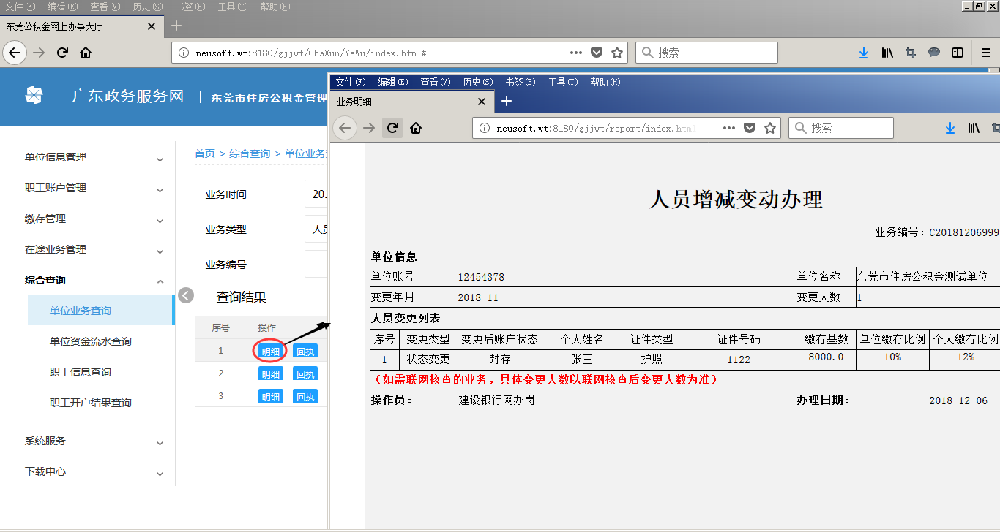 文件(F) 编辑(E) 查看(V) 历史(S) 书签(B) 工具(T) 帮助(H)
东莞公积金网上办事大厅
neusoft.wt:8180/gjjwt/ChaXun/YeWu/index.html#
搜索
广东政务服务网 东莞市住房公积金管理
单位信息管理
职工账户管理
缴存管理
在途业务管理
综合查询
单位业务查询
单位资金流水查询
职工信息查询
职工开户结果查询
系统服务
下载中心
首页 > 综合查询 > 单位业务
业务时间 201
业务类型 人员
业务编号
查询结果
序号 操作
1 明细 回执
2 明细 回执
3 明细 回执
文件(F) 编辑(E) 查看(V) 历史(S) 书签(B) 工具(T) 帮助(H)
业务明细
neusoft.wt:8180/gjjwt/report/index.html
搜索
人员增减变动办理
业务编号：C20181206999
单位信息
单位账号 12454378 单位名称 东莞市住房公积金测试单位
变更年月 2018-11 变更人数 1
人员变更列表
序号 变更类型 变更后账户状态 个人姓名 证件类型 证件号码 缴存基数 单位缴存比例 个人缴存比例
1 状态变更 封存 张三 护照 1122 8000.0 10% 12%
（如需联网核查的业务，具体变更人数以联网核查后变更人数为准）
操作员： 建设银行网办岗 办理日期： 2018-12-06